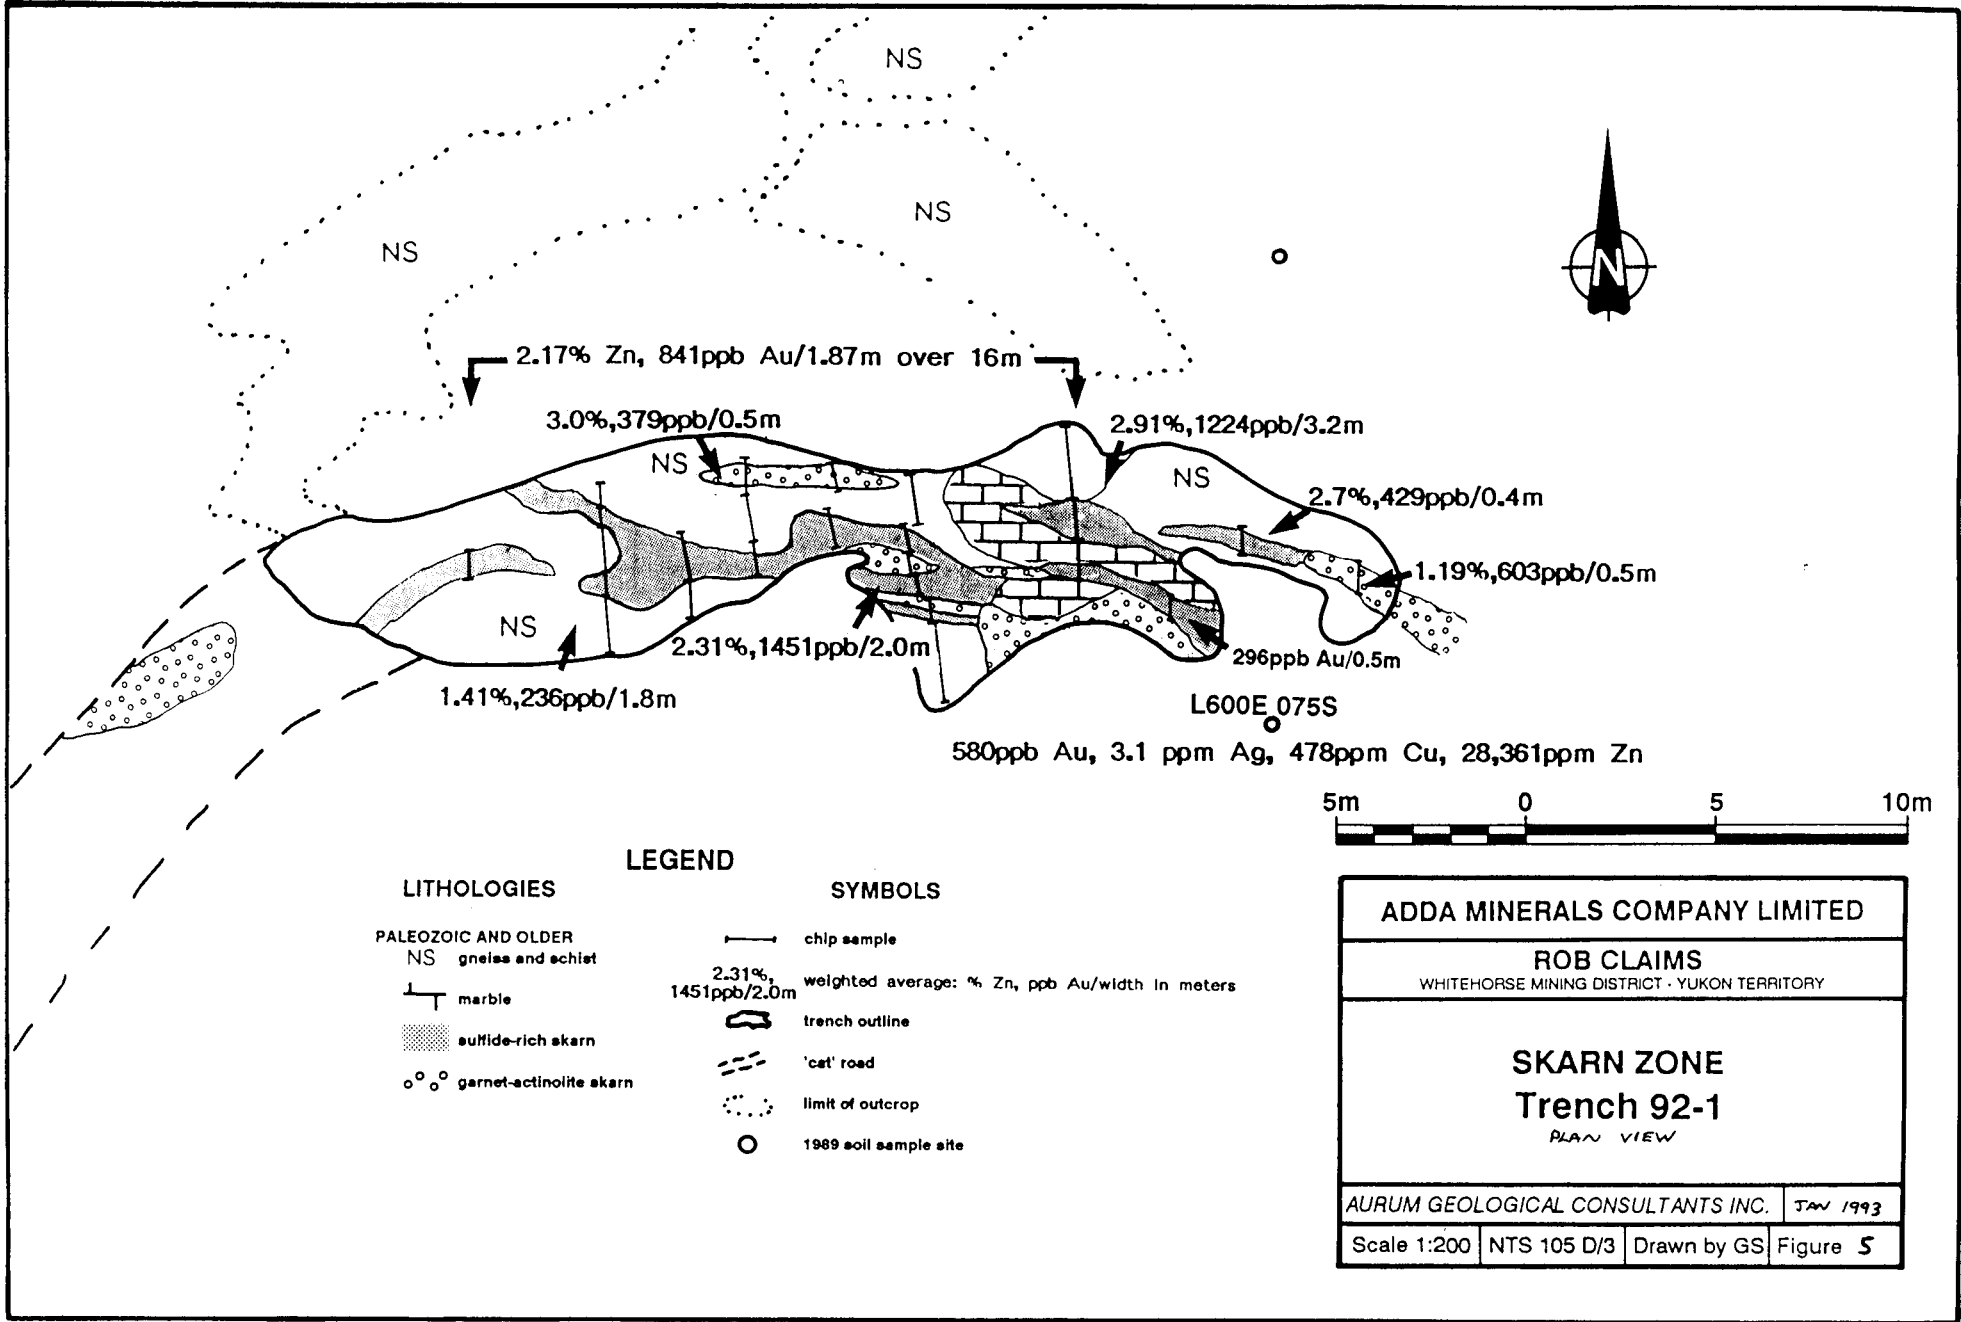 NS
NS
NS
N
2.17% Zn, 841ppb Au/1.87m over 16m
3.0%,379ppb/0.5m
2.91%,1224ppb/3.2m
NS
NS
2.7%,429ppb/0.4m
1.19%,603ppb/0.5m
NS
2.31%,1451ppb/2.0m
296ppb Au/0.5m
1.41%,236ppb/1.8m
L600E 075S
580ppb Au, 3.1 ppm Ag, 478ppm Cu, 28,361ppm Zn
5m 0 5 10m
LEGEND
LITHOLOGIES
PALEOZOIC AND OLDER
NS gneiss and schist
marble
sulfide-rich skarn
garnet-actinolite skarn
SYMBOLS
chip sample
2.31%,
1451ppb/2.0m
weighted average: % Zn, ppb Au/width in meters
trench outline
'cat' road
limit of outcrop
1989 soil sample site
ADDA MINERALS COMPANY LIMITED
ROB CLAIMS
WHITEHORSE MINING DISTRICT - YUKON TERRITORY
SKARN ZONE
Trench 92-1
PLAN VIEW
AURUM GEOLOGICAL CONSULTANTS INC. JAN 1993
Scale 1:200 NTS 105 D/3 Drawn by GS Figure 5